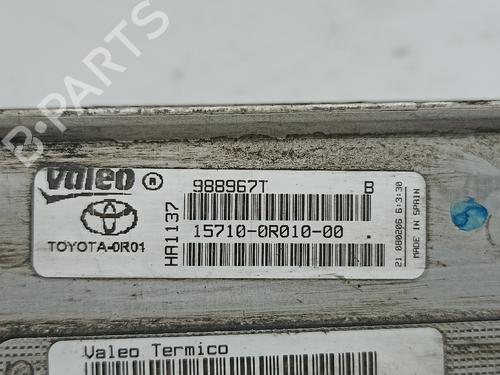 B-PARTS
Valeo R 988967T B
TOYOTA-0R01
HA1137
15710-0R010-00 .
21 080206 6:3:30
MADE IN SPAIN
Valeo Termico